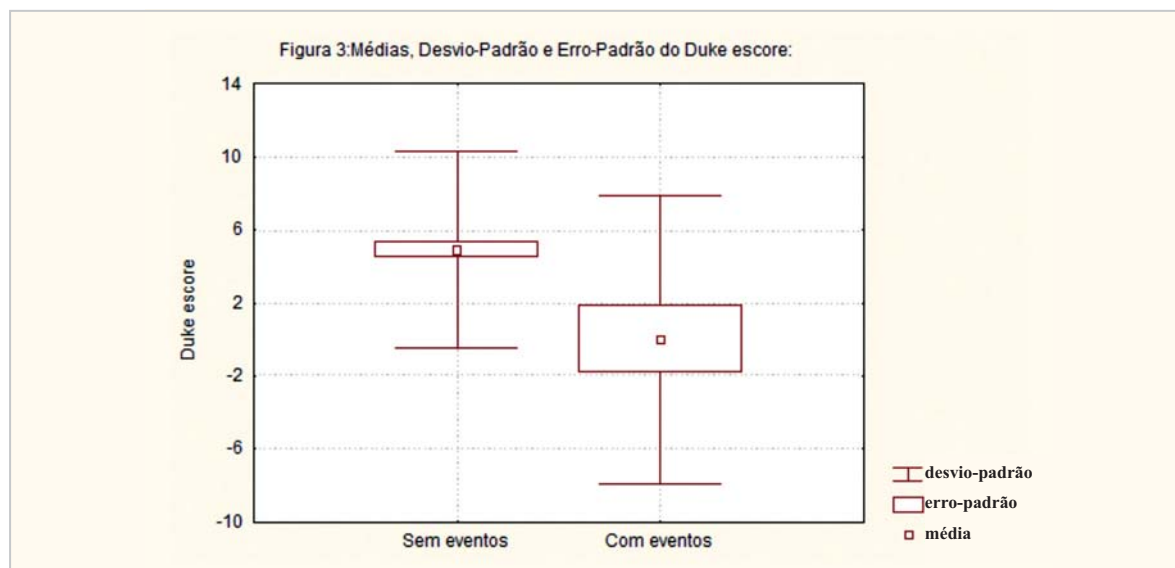 Figura 3:Médias, Desvio-Padrão e Erro-Padrão do Duke escore:
14
10
6
2
-2
-6
-10
Duke escore
Sem eventos
Com eventos
desvio-padrão
erro-padrão
média